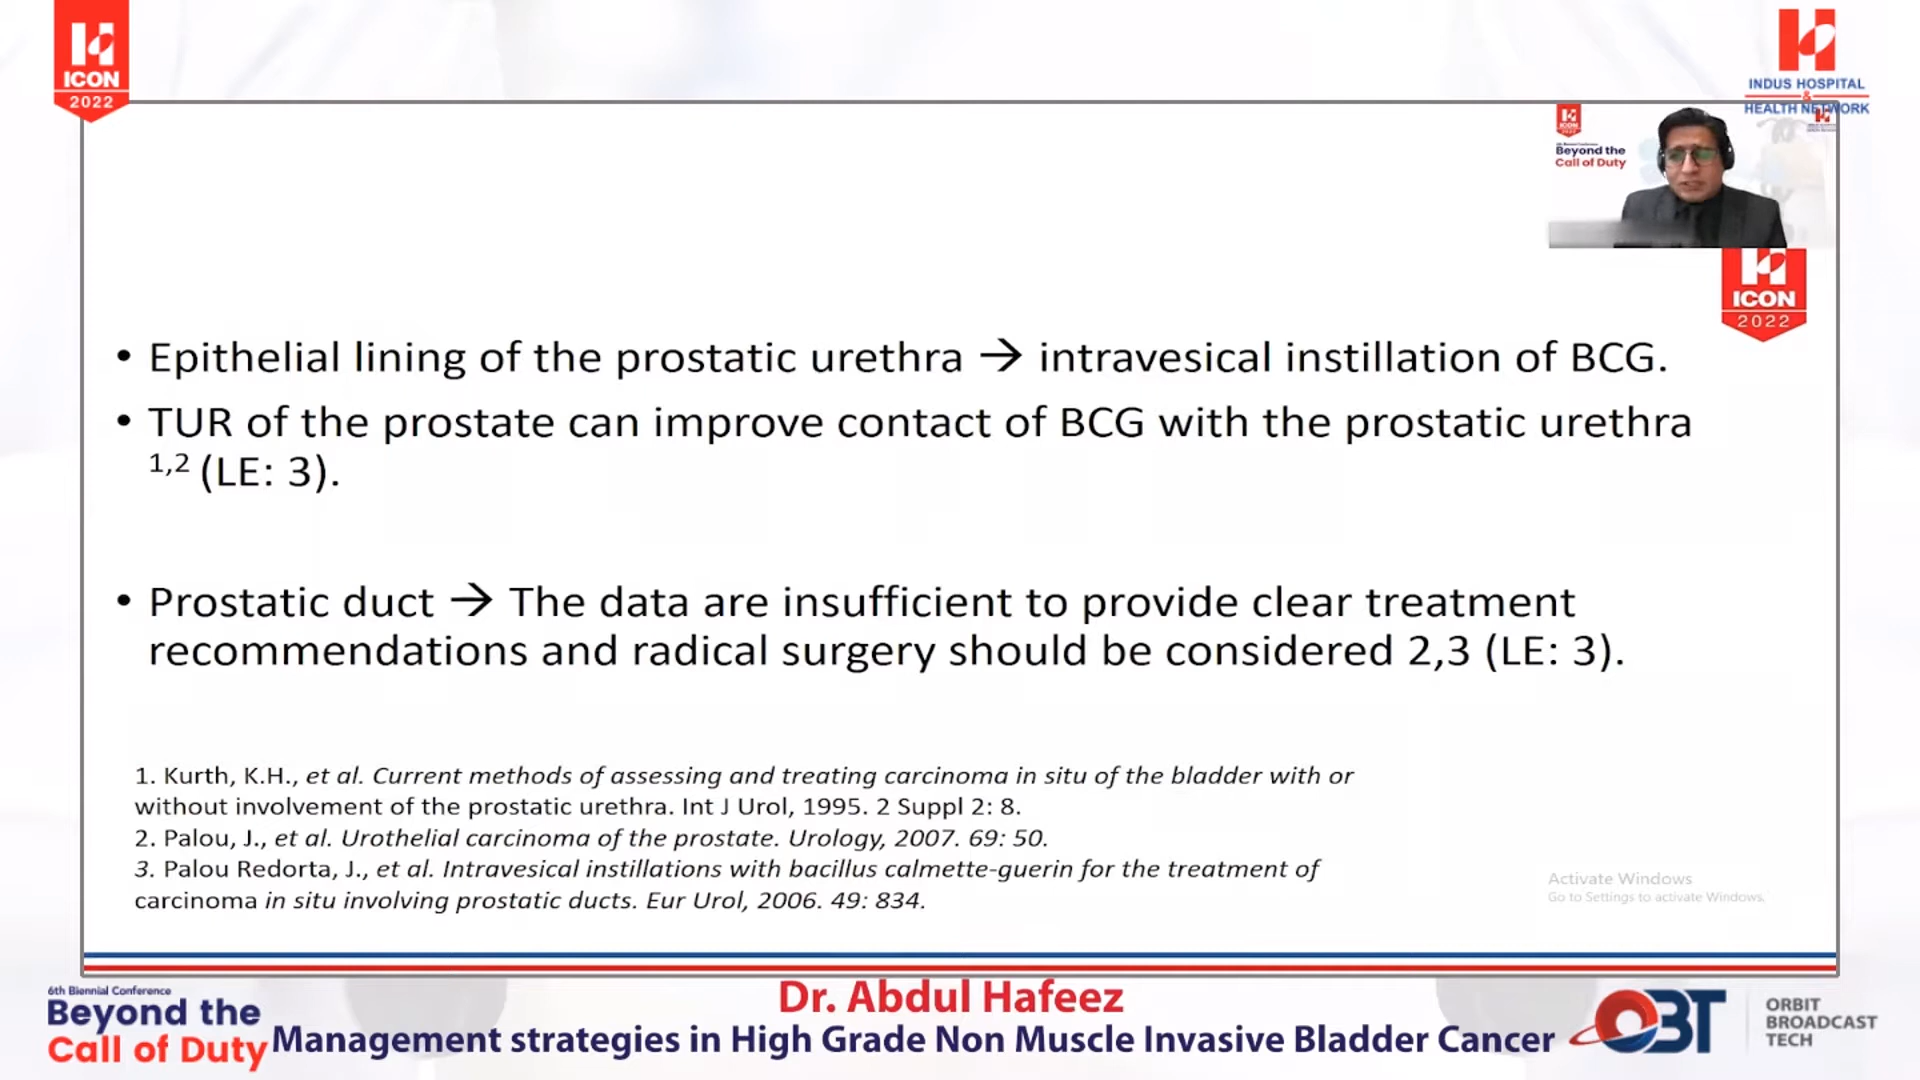 ICON
2022
INDUS HOSPITAL
&
HEALTH NETWORK
ICON
Beyond the
Call of Duty
ICON
2022
• Epithelial lining of the prostatic urethra → intravesical instillation of BCG.
• TUR of the prostate can improve contact of BCG with the prostatic urethra
1,2 (LE: 3).
• Prostatic duct → The data are insufficient to provide clear treatment
recommendations and radical surgery should be considered 2,3 (LE: 3).
1. Kurth, K.H., et al. Current methods of assessing and treating carcinoma in situ of the bladder with or
without involvement of the prostatic urethra. Int J Urol, 1995. 2 Suppl 2: 8.
2. Palou, J., et al. Urothelial carcinoma of the prostate. Urology, 2007. 69: 50.
3. Palou Redorta, J., et al. Intravesical instillations with bacillus calmette-guerin for the treatment of
carcinoma in situ involving prostatic ducts. Eur Urol, 2006. 49: 834.
Activate Windows
Go to Settings to activate Windows.
6th Biennial Conference
Beyond the
Call of Duty
Dr. Abdul Hafeez
Management strategies in High Grade Non Muscle Invasive Bladder Cancer
OBT
ORBIT
BROADCAST
TECH